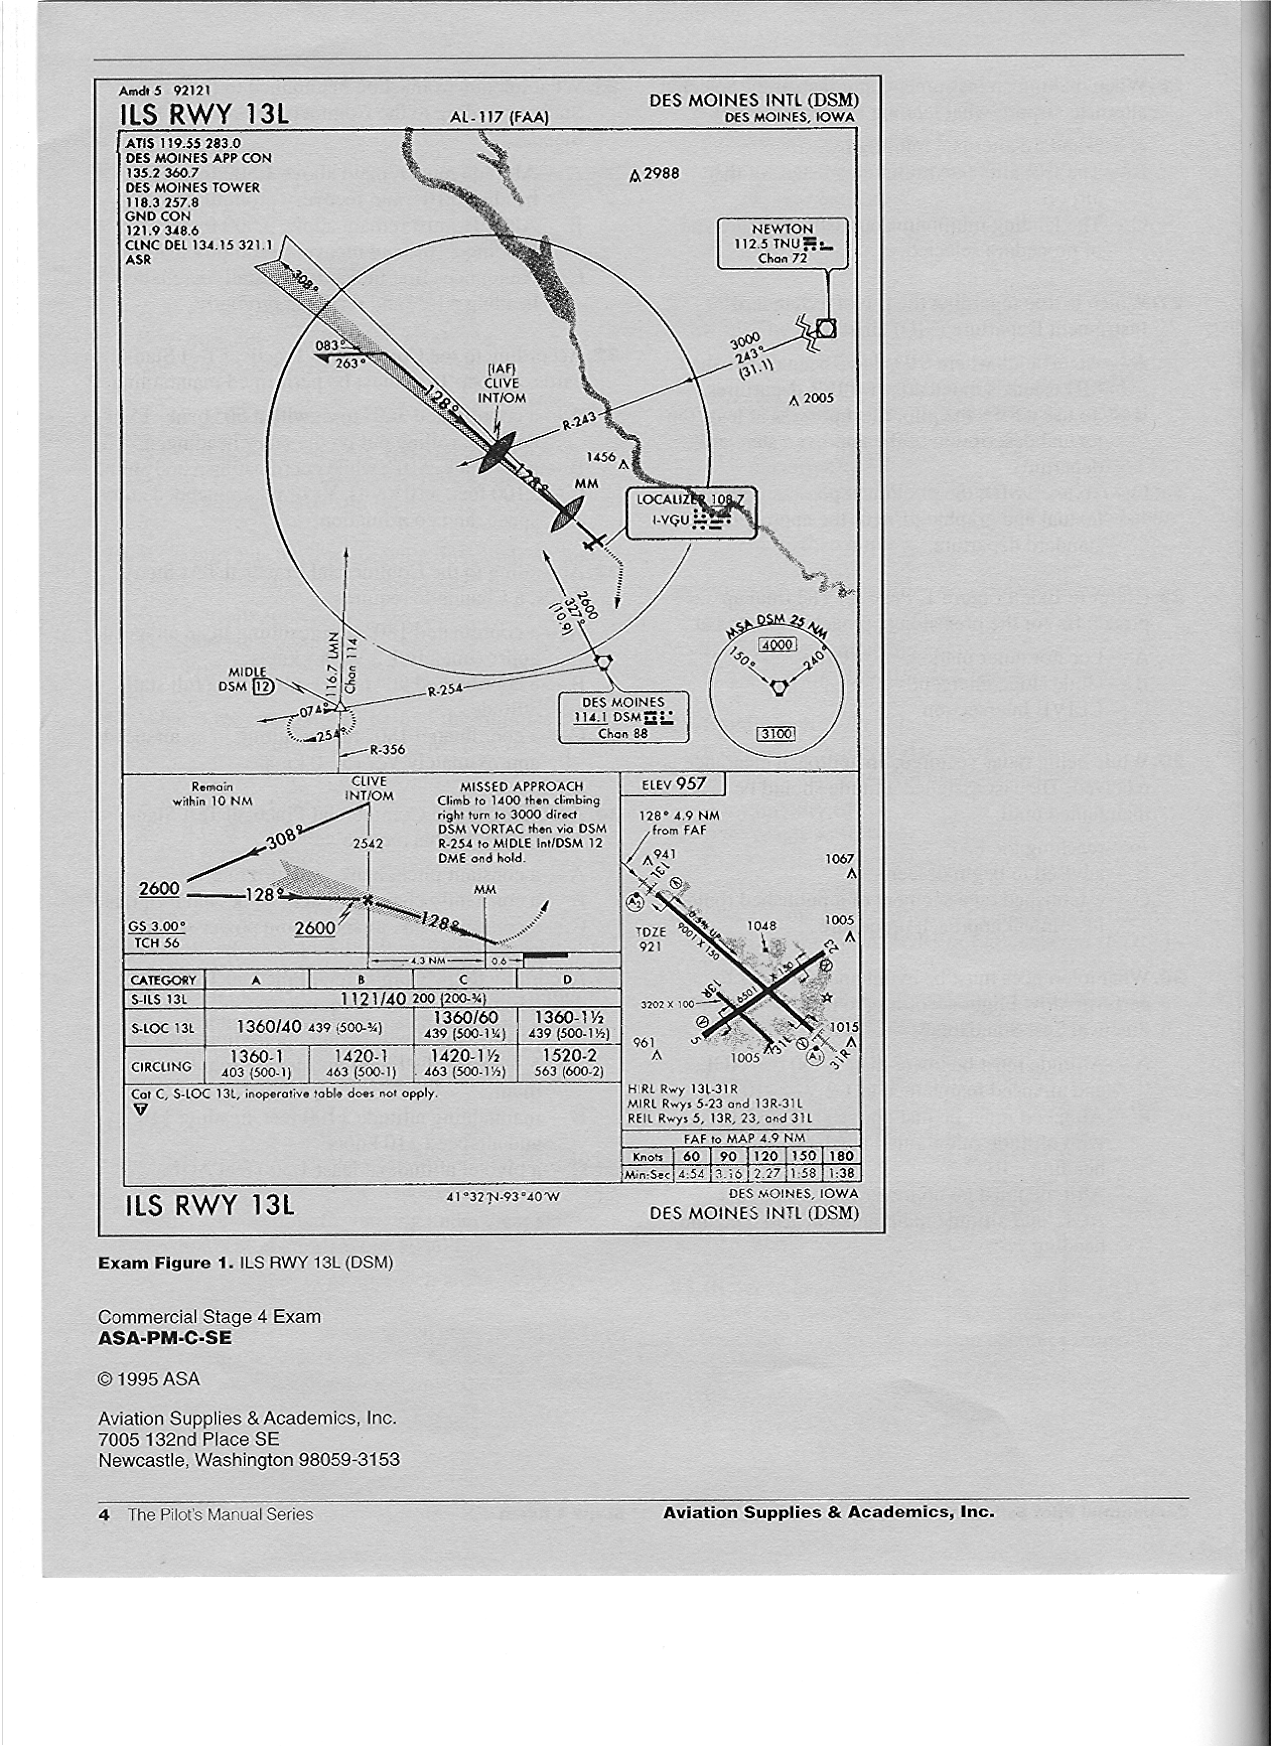 Amdt 5 92121
ILS RWY 13L
AL-117 (FAA)
DES MOINES INTL (DSM)
DES MOINES, IOWA
ATIS 119.55 283.0
DES MOINES APP CON
135.2 360.7
DES MOINES TOWER
118.3 257.8
GND CON
121.9 348.6
CLNC DEL 134.15 321.1
ASR
2988
NEWTON
112.5 TNU
Chan 72
308°
083°
263°
3000
243°
(31.1)
(IAF)
CLIVE
INT/OM
128°
R-243
2005
1456
128°
MM
LOCALIZER 108.7
I-VGU
2600
327°
(10.9)
MSA DSM 25 NM
4000
150°
240°
3100
MIDLE
DSM 12
116.7 LMN
Chan 114
074°
254°
R-254
R-356
DES MOINES
114.1 DSM
Chan 88
Remain
within 10 NM
CLIVE
INT/OM
MISSED APPROACH
Climb to 1400 then climbing
right turn to 3000 direct
DSM VORTAC then via DSM
R-254 to MIDLE Int/DSM 12
DME and hold.
308°
2542
2600
128°
MM
128°
2600
GS 3.00°
TCH 56
4.3 NM
0.6
ELEV 957
128° 4.9 NM
from FAF
941
13L
1067
A2
0.5% UP
9001 X 150
TDZE
921
1048
1005
23
13R
6501 X 150
3202 X 100
5
961
1005
31L
1015
31R
HIRL Rwy 13L-31R
MIRL Rwys 5-23 and 13R-31L
REIL Rwys 5, 13R, 23, and 31L
FAF to MAP 4.9 NM
Knots 60 90 120 150 180
Min:Sec 4:54 3:16 2:27 1:58 1:38
CATEGORY A B C D
S-ILS 13L 1121/40 200 (200-¾)
S-LOC 13L 1360/40 439 (500-¾) 1360/60 439 (500-1¼) 1360-1½ 439 (500-1½)
CIRCLING 1360-1 403 (500-1) 1420-1 463 (500-1) 1420-1½ 463 (500-1½) 1520-2 563 (600-2)
Cat C, S-LOC 13L, inoperative table does not apply.
ILS RWY 13L
41°32'N-93°40'W
DES MOINES, IOWA
DES MOINES INTL (DSM)
Exam Figure 1. ILS RWY 13L (DSM)
Commercial Stage 4 Exam
ASA-PM-C-SE
© 1995 ASA
Aviation Supplies & Academics, Inc.
7005 132nd Place SE
Newcastle, Washington 98059-3153
4 The Pilot's Manual Series
Aviation Supplies & Academics, Inc.